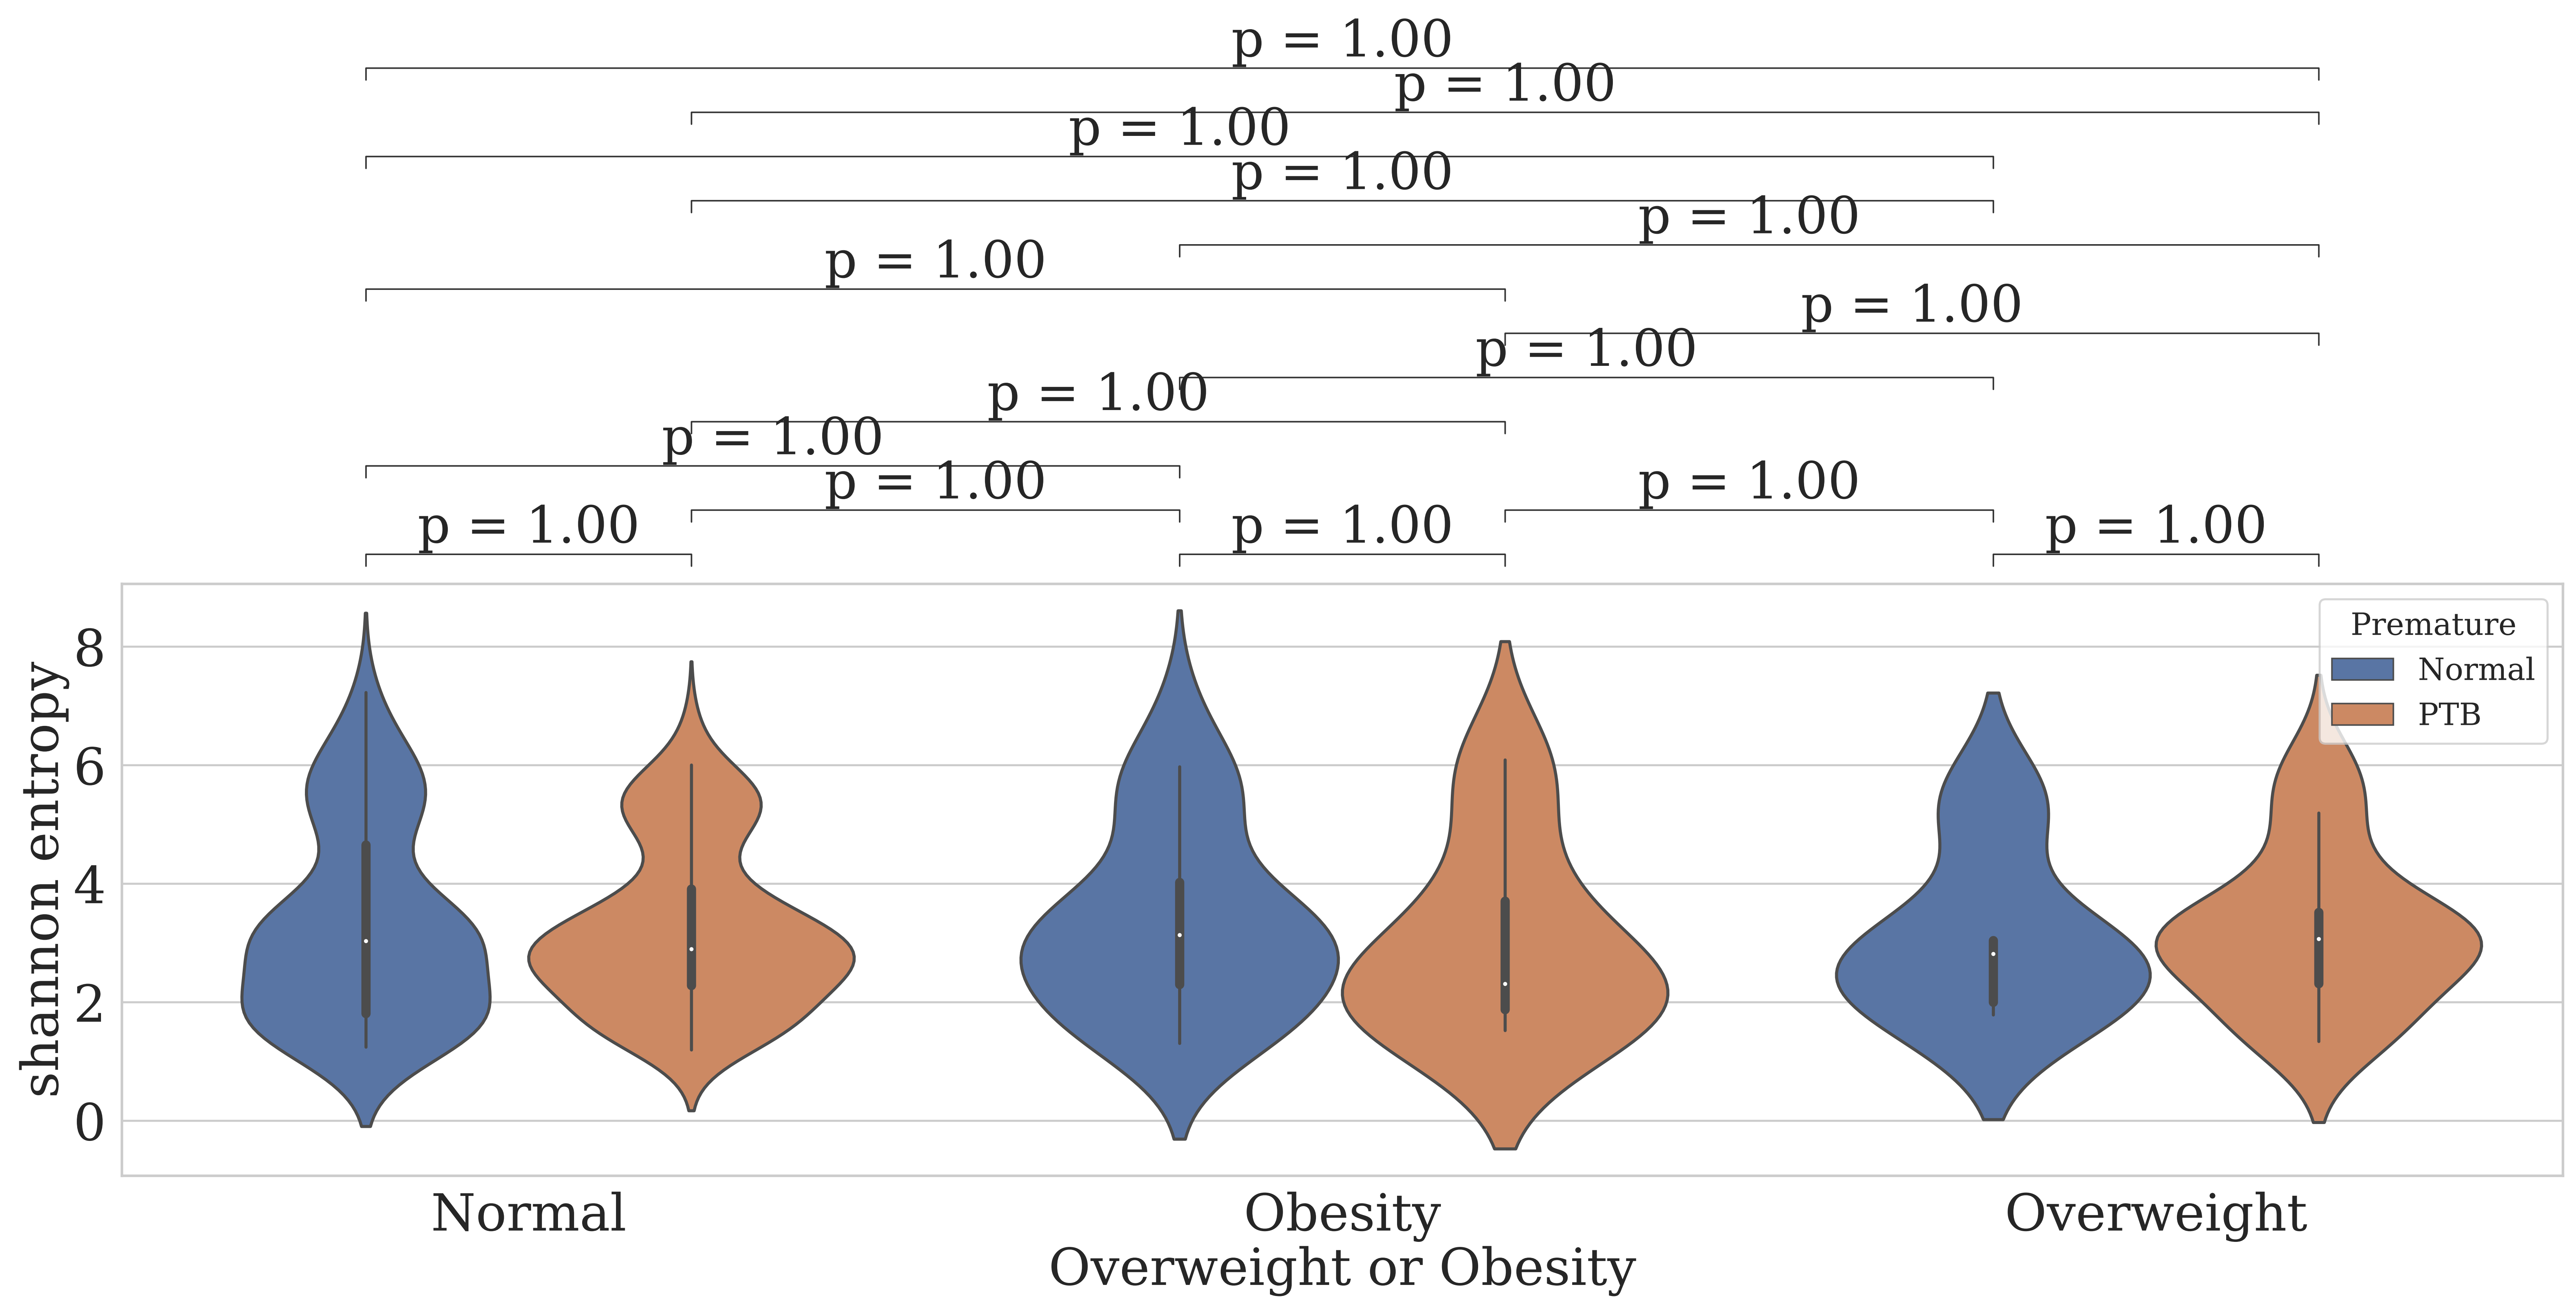 p = 1.00
p = 1.00
p = 1.00
p = 1.00
p = 1.00
p = 1.00
p = 1.00
p = 1.00
p = 1.00
p = 1.00
p = 1.00 p = 1.00
p = 1.00 p = 1.00 p = 1.00
Premature
Normal
PTB
8
6
4
2
0
shannon entropy
Normal Obesity Overweight
Overweight or Obesity